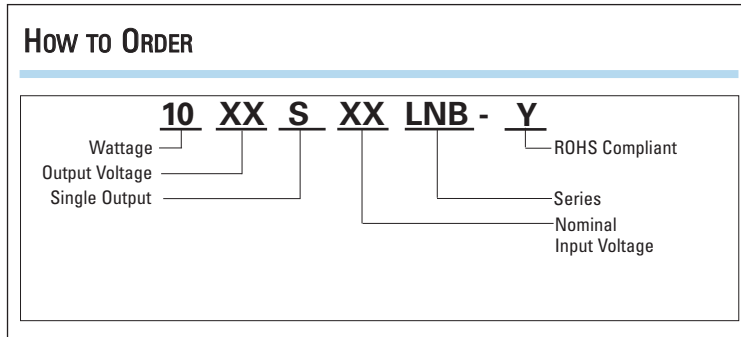 HOW TO ORDER
10 XX S XX LNB - Y
Wattage
ROHS Compliant
Output Voltage
Single Output
Series
Nominal
Input Voltage